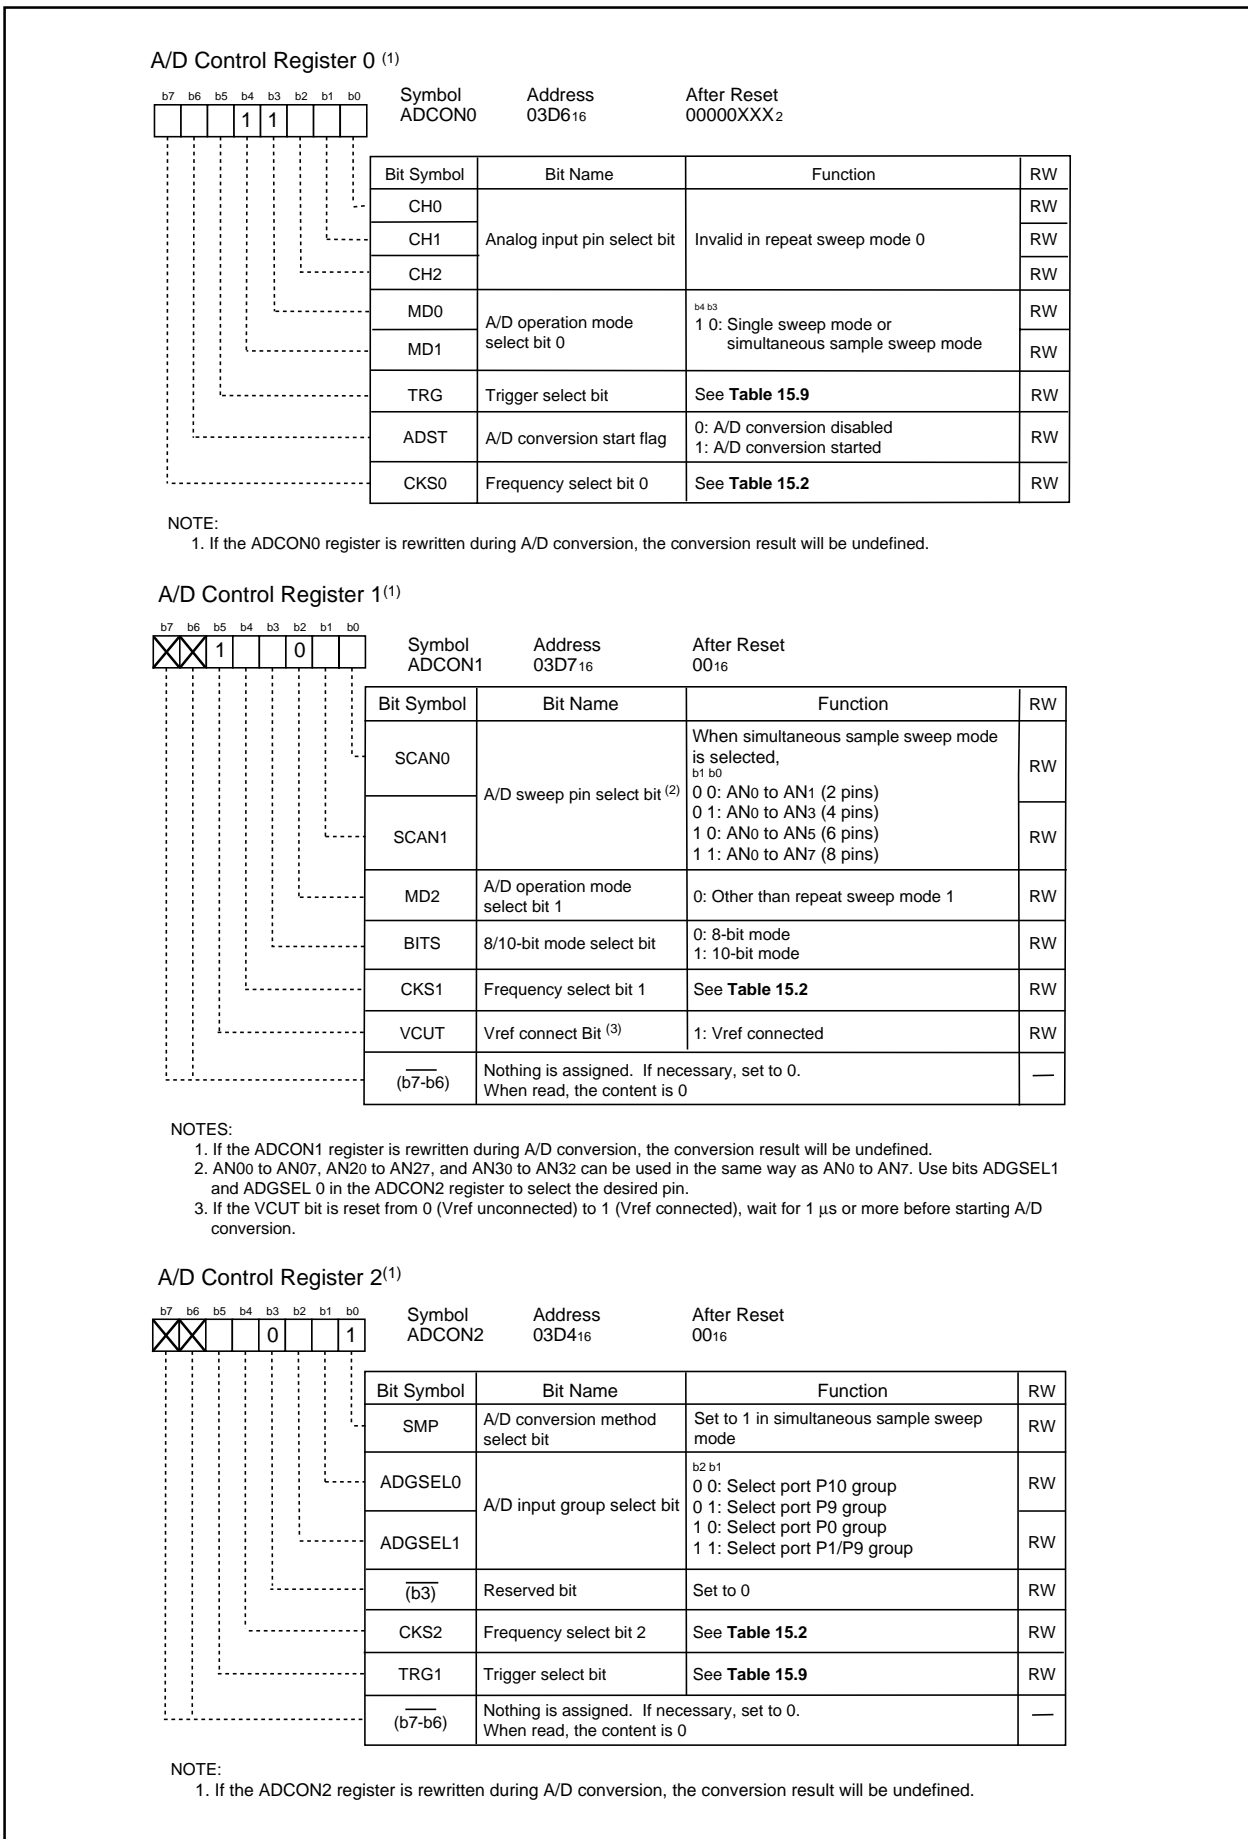 A/D Control Register 0 (1)
b7 b6 b5 b4 b3 b2 b1 b0
1 1
Symbol Address After Reset
ADCON0 03D616 00000XXX2
Bit Symbol Bit Name Function RW
CH0 RW
CH1 Analog input pin select bit Invalid in repeat sweep mode 0 RW
CH2 RW
MD0 A/D operation mode select bit 0 b4 b3 RW
1 0: Single sweep mode or
simultaneous sample sweep mode
MD1 RW
TRG Trigger select bit See Table 15.9 RW
ADST A/D conversion start flag 0: A/D conversion disabled RW
1: A/D conversion started
CKS0 Frequency select bit 0 See Table 15.2 RW
NOTE:
1. If the ADCON0 register is rewritten during A/D conversion, the conversion result will be undefined.
A/D Control Register 1(1)
b7 b6 b5 b4 b3 b2 b1 b0
1 0
Symbol Address After Reset
ADCON1 03D716 0016
Bit Symbol Bit Name Function RW
SCAN0 A/D sweep pin select bit (2) When simultaneous sample sweep mode RW
is selected,
b1 b0
0 0: AN0 to AN1 (2 pins)
0 1: AN0 to AN3 (4 pins)
1 0: AN0 to AN5 (6 pins)
1 1: AN0 to AN7 (8 pins)
SCAN1 RW
MD2 A/D operation mode select bit 1 0: Other than repeat sweep mode 1 RW
BITS 8/10-bit mode select bit 0: 8-bit mode RW
1: 10-bit mode
CKS1 Frequency select bit 1 See Table 15.2 RW
VCUT Vref connect Bit (3) 1: Vref connected RW
(b7-b6) Nothing is assigned. If necessary, set to 0. —
When read, the content is 0
NOTES:
1. If the ADCON1 register is rewritten during A/D conversion, the conversion result will be undefined.
2. AN00 to AN07, AN20 to AN27, and AN30 to AN32 can be used in the same way as AN0 to AN7. Use bits ADGSEL1
and ADGSEL 0 in the ADCON2 register to select the desired pin.
3. If the VCUT bit is reset from 0 (Vref unconnected) to 1 (Vref connected), wait for 1 µs or more before starting A/D
conversion.
A/D Control Register 2(1)
b7 b6 b5 b4 b3 b2 b1 b0
0 1
Symbol Address After Reset
ADCON2 03D416 0016
Bit Symbol Bit Name Function RW
SMP A/D conversion method select bit Set to 1 in simultaneous sample sweep mode RW
ADGSEL0 A/D input group select bit b2 b1 RW
0 0: Select port P10 group
0 1: Select port P9 group
1 0: Select port P0 group
1 1: Select port P1/P9 group
ADGSEL1 RW
(b3) Reserved bit Set to 0 RW
CKS2 Frequency select bit 2 See Table 15.2 RW
TRG1 Trigger select bit See Table 15.9 RW
(b7-b6) Nothing is assigned. If necessary, set to 0. —
When read, the content is 0
NOTE:
1. If the ADCON2 register is rewritten during A/D conversion, the conversion result will be undefined.